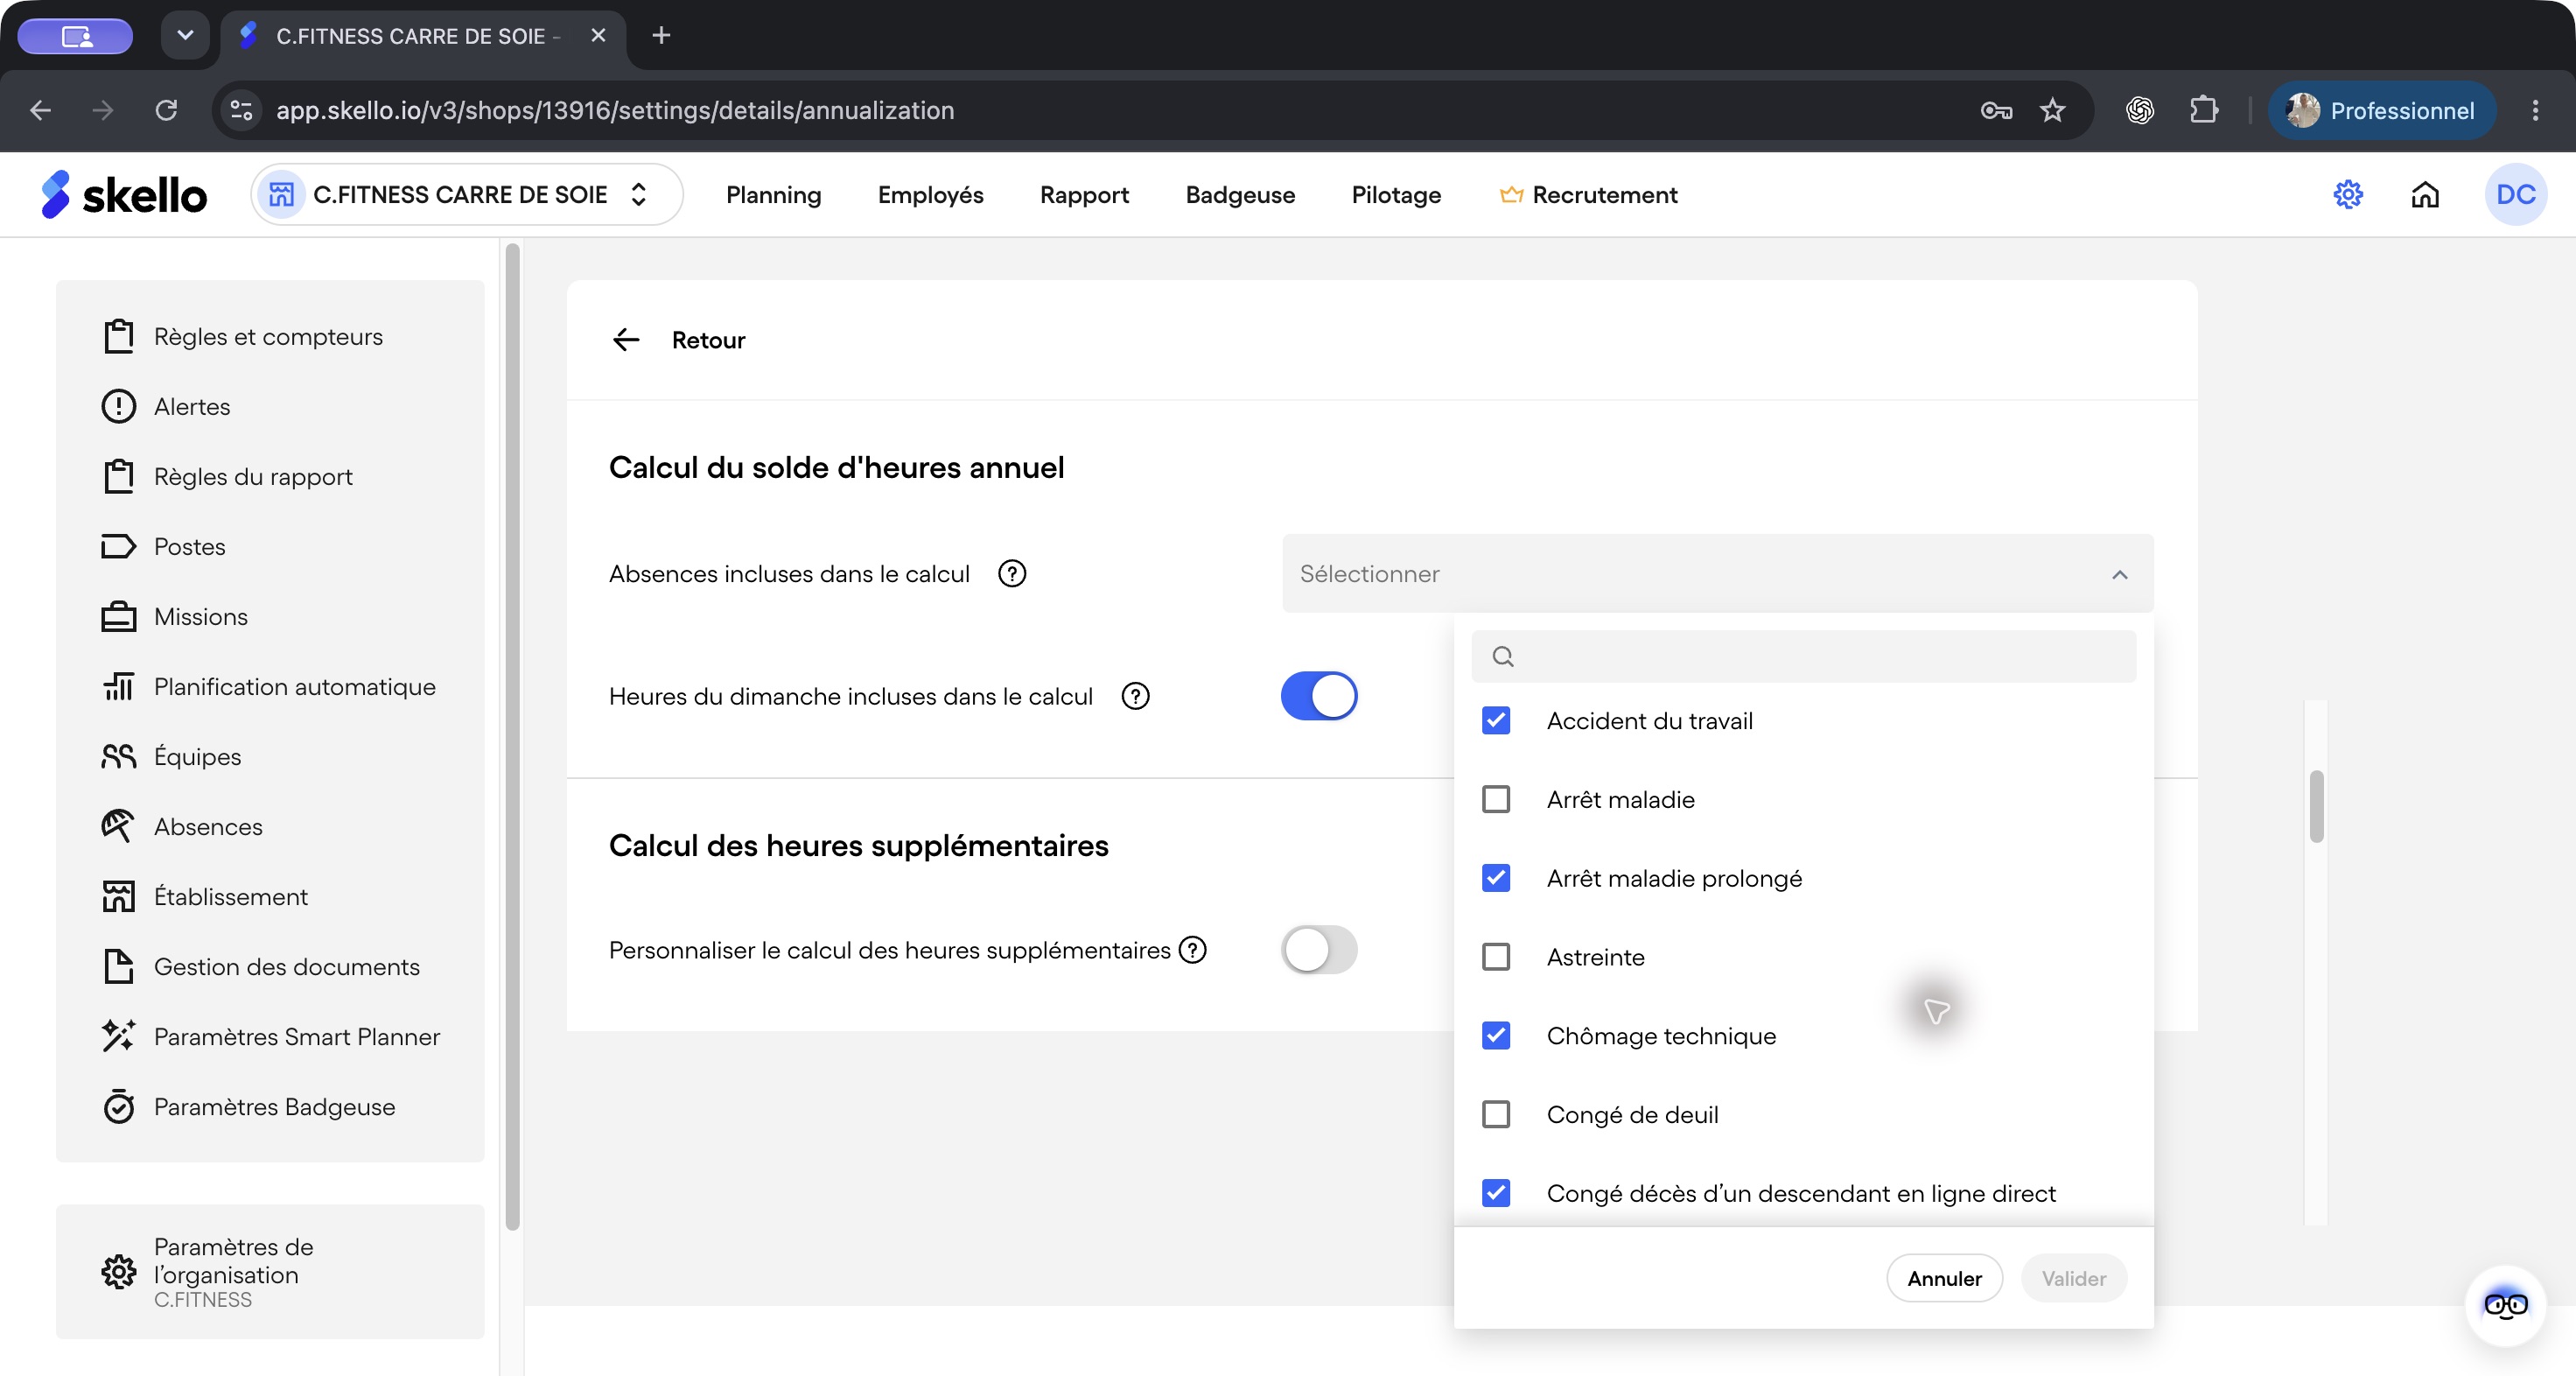 C.FITNESS CARRE DE SOIE -
app.skello.io/v3/shops/13916/settings/details/annualization
Professionnel
skello
C.FITNESS CARRE DE SOIE
Planning
Employés
Rapport
Badgeuse
Pilotage
Recrutement
DC
Règles et compteurs
Alertes
Règles du rapport
Postes
Missions
Planification automatique
Équipes
Absences
Établissement
Gestion des documents
Paramètres Smart Planner
Paramètres Badgeuse
Paramètres de
l’organisation
C.FITNESS
Retour
Calcul du solde d'heures annuel
Absences incluses dans le calcul
Sélectionner
Heures du dimanche incluses dans le calcul
Calcul des heures supplémentaires
Personnaliser le calcul des heures supplémentaires
Accident du travail
Arrêt maladie
Arrêt maladie prolongé
Astreinte
Chômage technique
Congé de deuil
Congé décès d’un descendant en ligne direct
Annuler
Valider